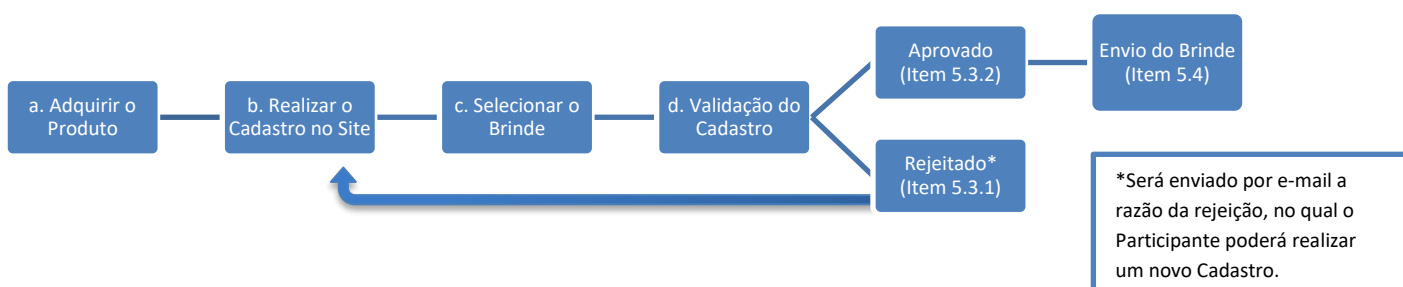 a. Adquirir o
Produto
b. Realizar o
Cadastro no Site
c. Selecionar o
Brinde
d. Validação do
Cadastro
Aprovado
(Item 5.3.2)
Envio do Brinde
(Item 5.4)
Rejeitado*
(Item 5.3.1)
*Será enviado por e-mail a
razão da rejeição, no qual o
Participante poderá realizar
um novo Cadastro.